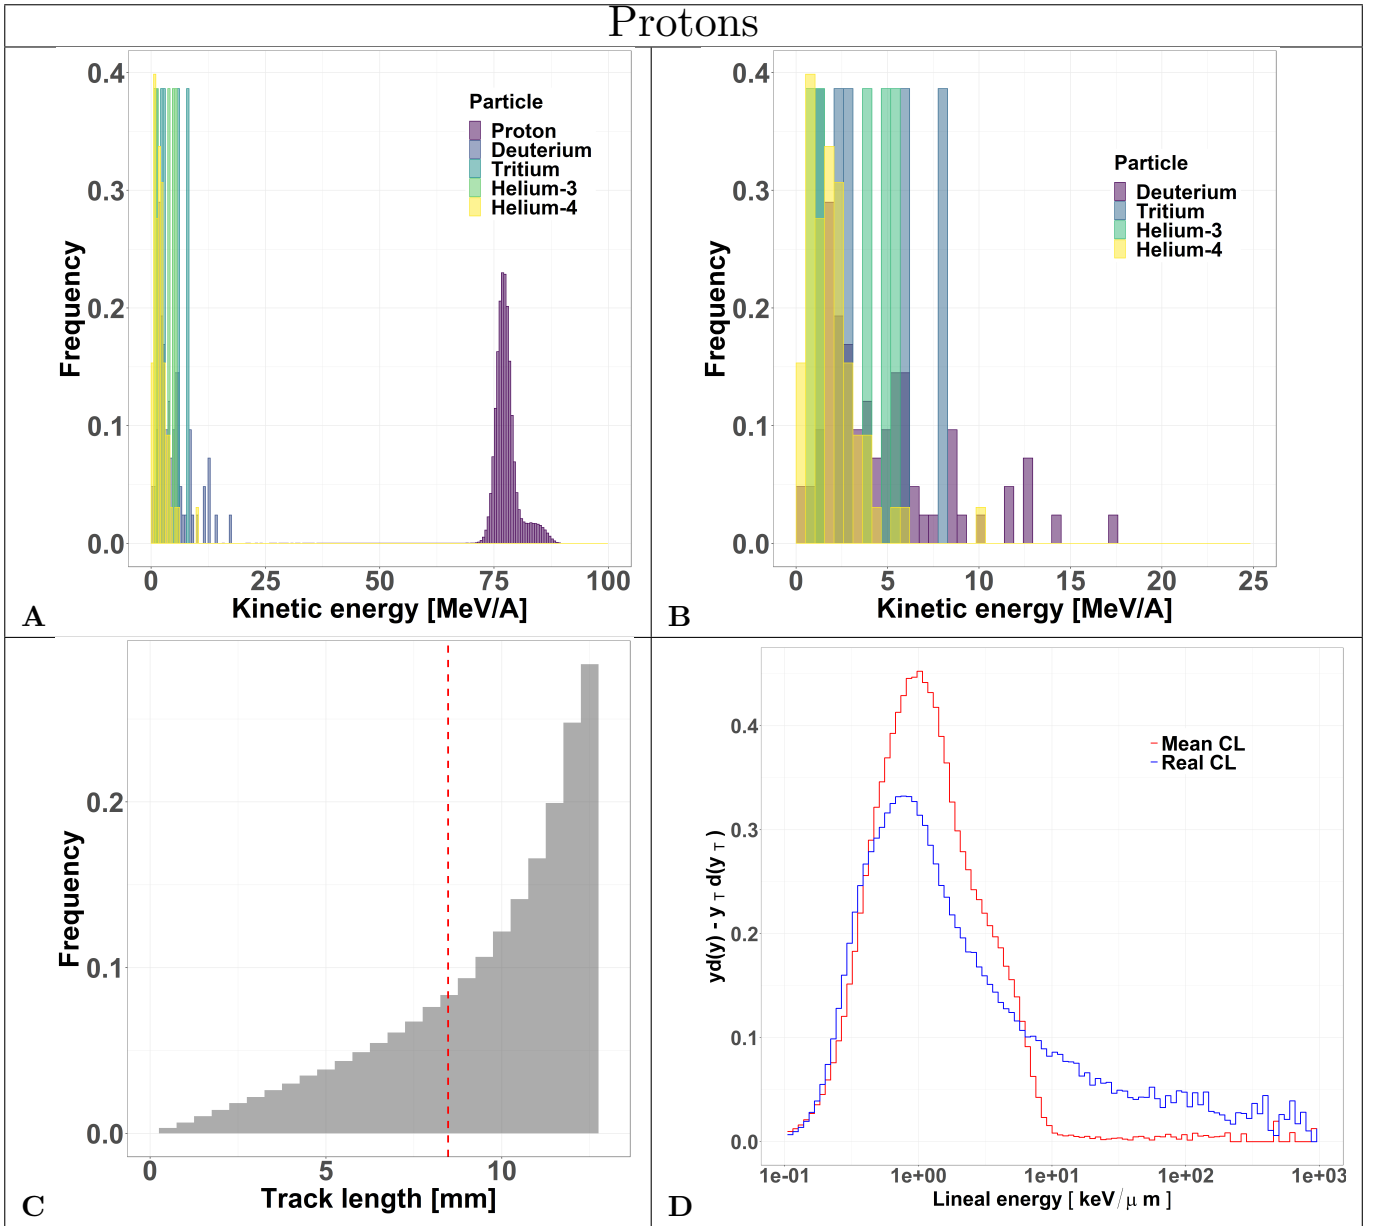 Protons
0.4
0.3
0.2
0.1
0.0
Frequency
Particle
Proton
Deuterium
Tritium
Helium-3
Helium-4
0 25 50 75 100
Kinetic energy [MeV/A]
A
0.4
0.3
0.2
0.1
0.0
Frequency
Particle
Deuterium
Tritium
Helium-3
Helium-4
0 5 10 15 20 25
Kinetic energy [MeV/A]
B
0.2
0.1
0.0
Frequency
0 5 10
Track length [mm]
C
0.4
0.3
0.2
0.1
0.0
yd(y) - y T d(y T )
Mean CL
Real CL
1e-01 1e+00 1e+01 1e+02 1e+03
Lineal energy [ keV/μ m ]
D